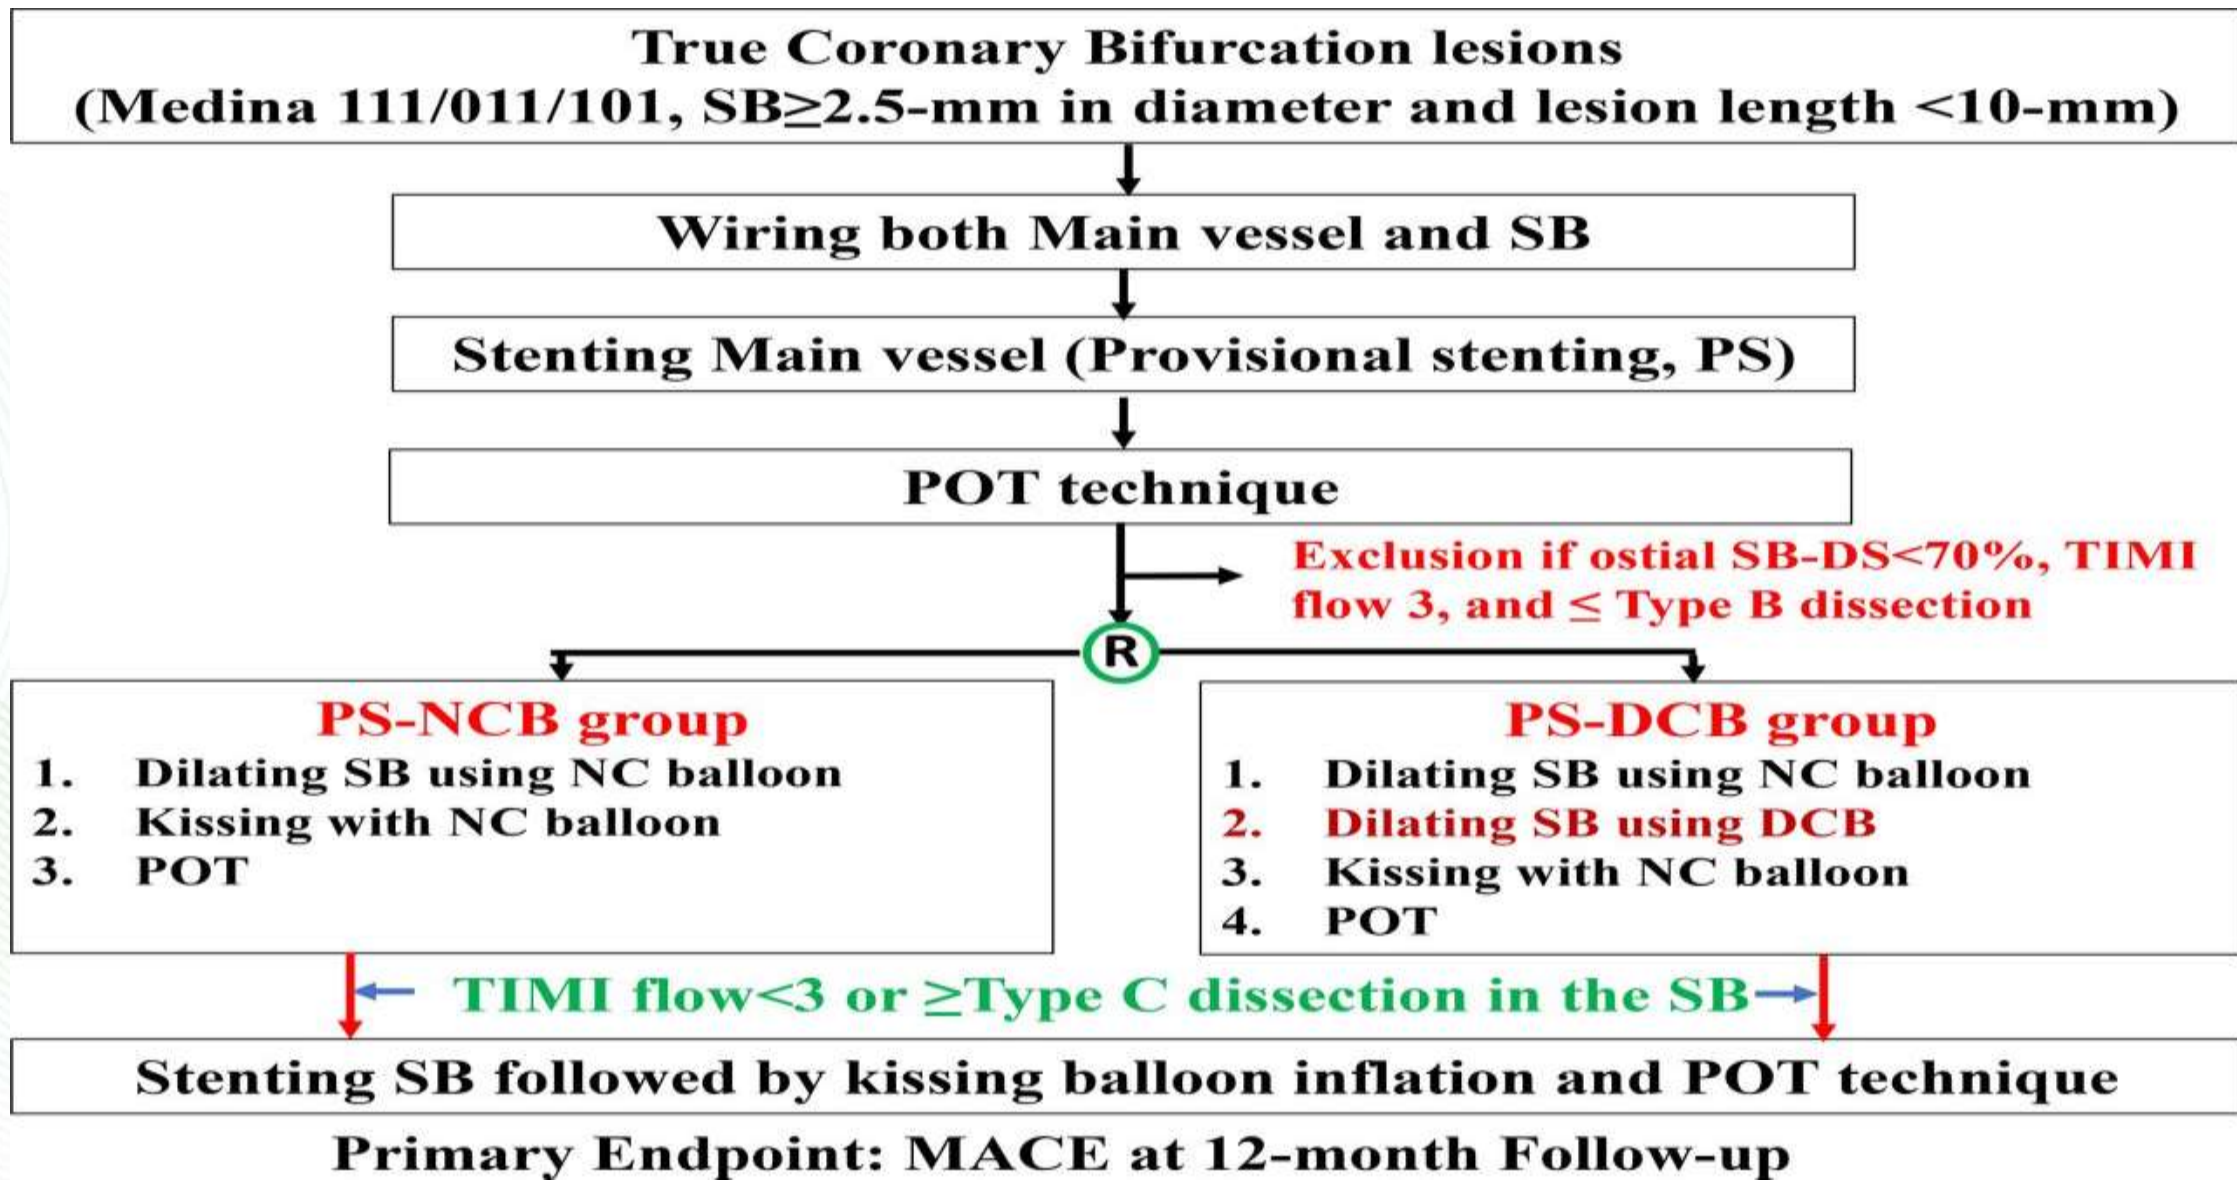 True Coronary Bifurcation lesions
(Medina 111/011/101, SB≥2.5-mm in diameter and lesion length <10-mm)
Wiring both Main vessel and SB
Stenting Main vessel (Provisional stenting, PS)
POT technique
Exclusion if ostial SB-DS<70%, TIMI
flow 3, and ≤ Type B dissection
R
PS-NCB group
1. Dilating SB using NC balloon
2. Kissing with NC balloon
3. POT
PS-DCB group
1. Dilating SB using NC balloon
2. Dilating SB using DCB
3. Kissing with NC balloon
4. POT
TIMI flow<3 or ≥Type C dissection in the SB
Stenting SB followed by kissing balloon inflation and POT technique
Primary Endpoint: MACE at 12-month Follow-up